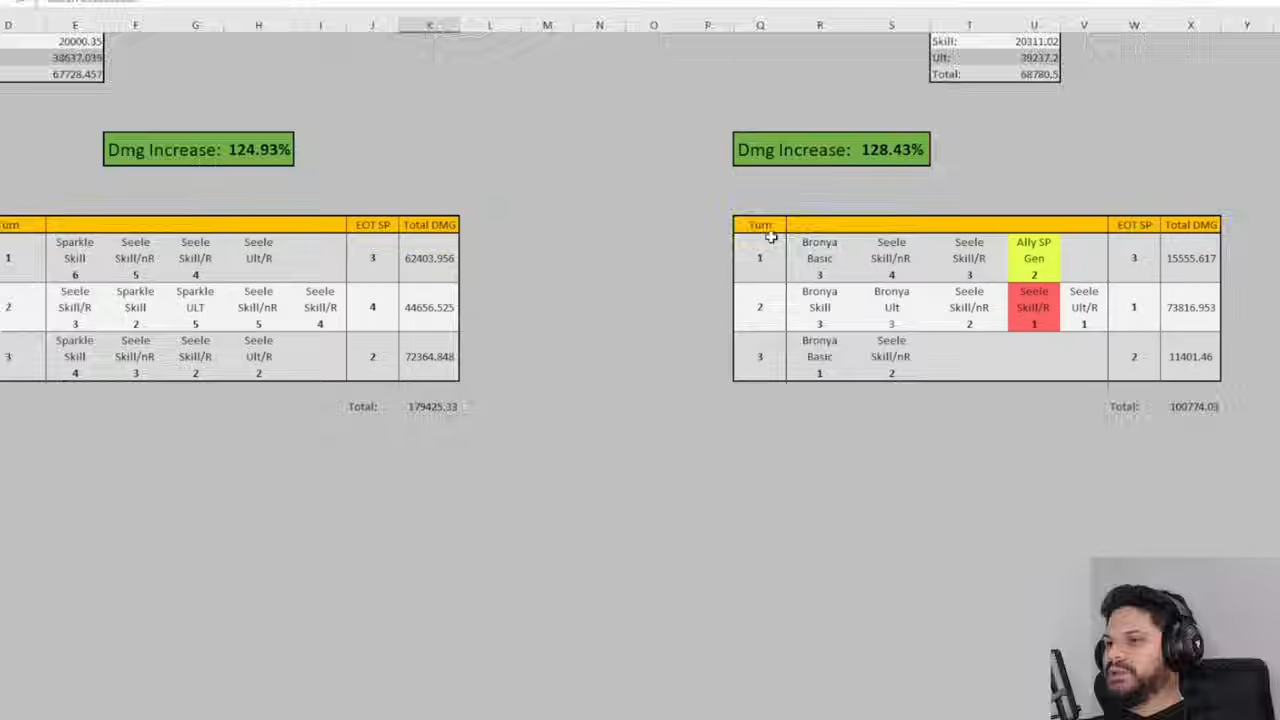 D E F G H I J K L M N O P Q R S T U V W X Y
20000.35 Skill: 20311.02
38637.039 Ult: 39237.2
67728.457 Total: 68780.5
Dmg Increase: 124.93%
Dmg Increase: 128.43%
Turn EOT SP Total DMG
Sparkle Seele Seele Seele
1 Skill Skill/nR Skill/R Ult/R 3 62403.956
6 5 4
Seele Sparkle Sparkle Seele Seele
2 Skill/R Skill ULT Skill/nR Skill/R 4 44656.525
3 2 5 5 4
Sparkle Seele Seele Seele
3 Skill Skill/nR Skill/R Ult/R 2 72364.848
4 3 2 2
Total: 179425.33
Turn EOT SP Total DMG
Bronya Seele Seele Ally SP
1 Basic Skill/nR Skill/R Gen 3 15555.617
3 4 3 2
Bronya Bronya Seele Seele Seele
2 Skill Ult Skill/nR Skill/R Ult/R 1 73816.953
3 3 2 1 1
Bronya Seele
3 Basic Skill/nR 2 11401.46
1 2
Total: 100774.03